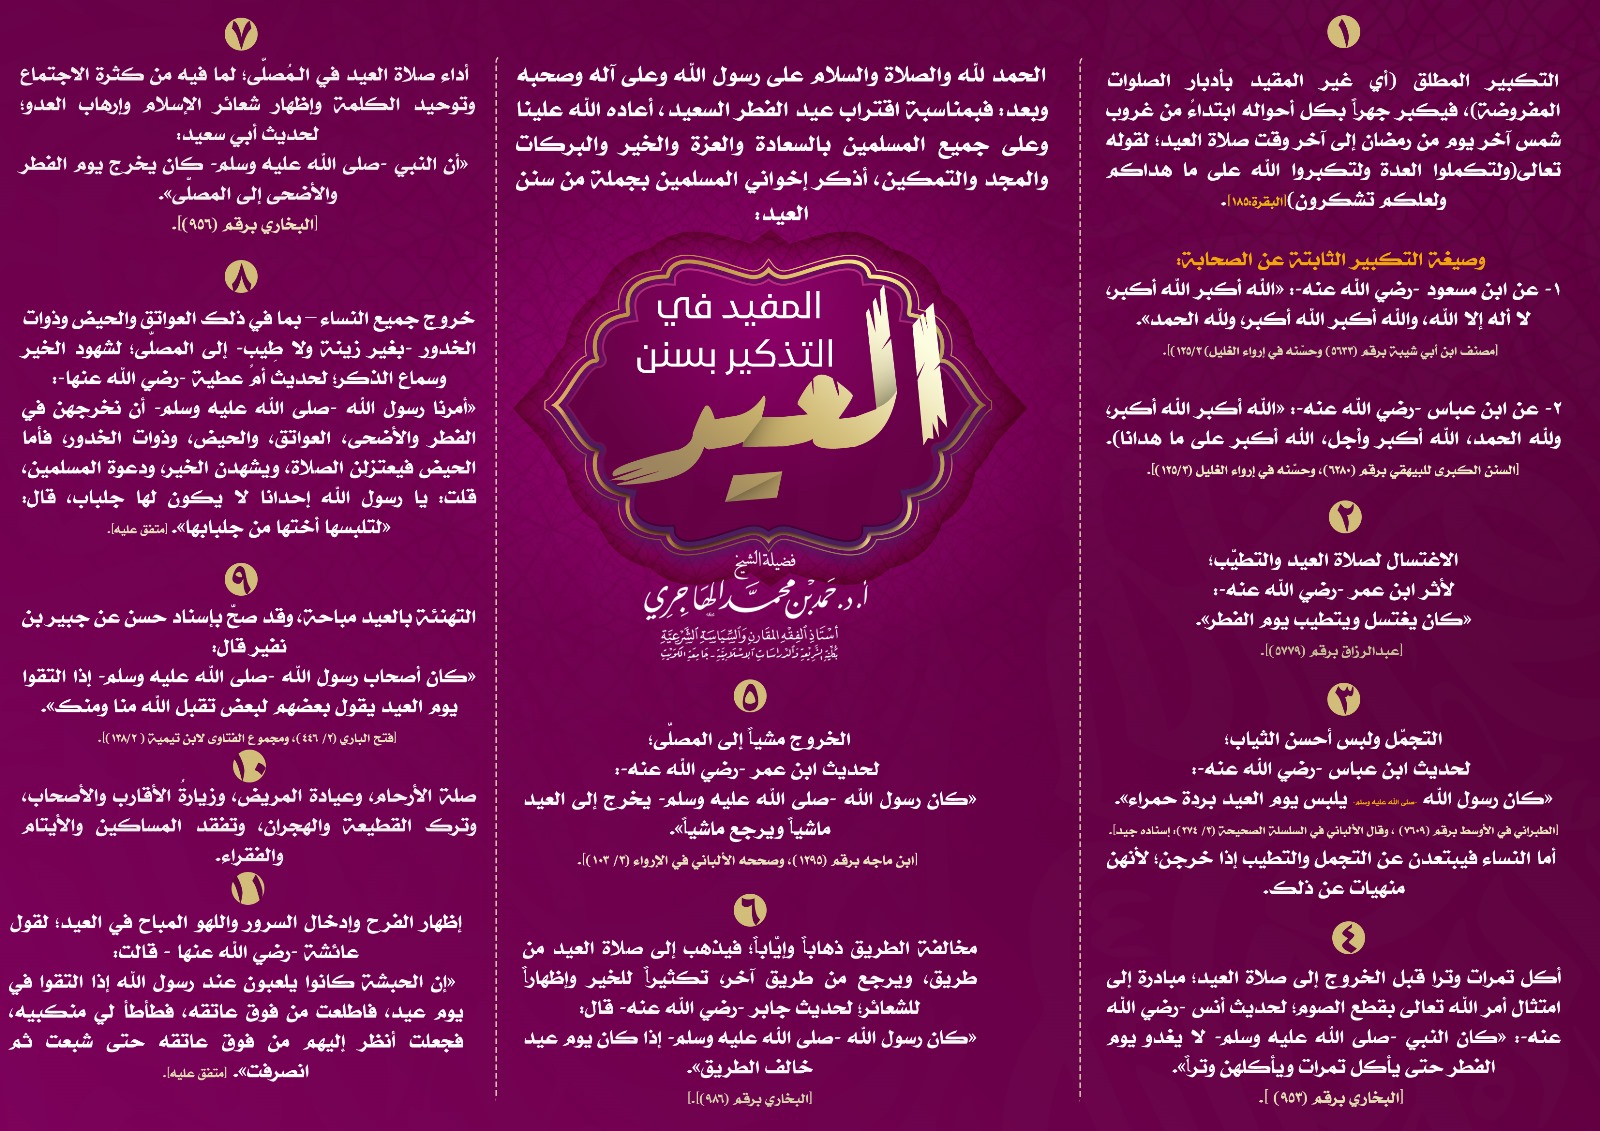 الحمد لله والصلاة والسلام على رسول الله وعلى آله وصحبه
وبعد: فبمناسبة اقتراب عيد الفطر السعيد، أعاده الله علينا
وعلى جميع المسلمين بالسعادة والعزة والخير والبركات
والمجد والتمكين، أذكر إخواني المسلمين بجملة من سنن
العيد:
المفيد في
التذكير بسنن
العيد
فضيلة الشيخ
أ. د. حمد بن محمد الهاجري
أستاذ الفقه المقارن والسياسة الشرعية
بكلية الشريعة والدراسات الإسلامية - جامعة الكويت
١
التكبير المطلق (أي غير المقيد بأدبار الصلوات
المفروضة)، فيكبر جهراً بكل أحواله ابتداءً من غروب
شمس آخر يوم من رمضان إلى آخر وقت صلاة العيد؛ لقوله
تعالى(ولتكملوا العدة ولتكبروا الله على ما هداكم
ولعلكم تشكرون)[البقرة:١٨٥].
وصيغة التكبير الثابتة عن الصحابة:
١- عن ابن مسعود -رضي الله عنه-: «الله أكبر الله أكبر،
لا أله إلا الله، والله أكبر الله أكبر، ولله الحمد».
[مصنف ابن أبي شيبة برقم (٥٦٣٣) وحسّنه في إرواء الغليل(١٢٥/٣)].
٢- عن ابن عباس -رضي الله عنه-: «الله أكبر الله أكبر،
ولله الحمد، الله أكبر وأجل، الله أكبر على ما هدانا).
[السنن الكبرى للبيهقي برقم (٦٢٨٠)، وحسّنه في إرواء الغليل (١٢٥/٣)].
٢
الاغتسال لصلاة العيد والتطيّب؛
لأثر ابن عمر -رضي الله عنه-:
«كان يغتسل ويتطيب يوم الفطر».
[عبدالرزاق برقم (٥٧٧٩)].
٣
التجمّل ولبس أحسن الثياب؛
لحديث ابن عباس -رضي الله عنه-:
«كان رسول الله -صلى الله عليه وسلم- يلبس يوم العيد بردة حمراء».
[الطبراني في الأوسط برقم (٧٦٠٩) ، وقال الألباني في السلسلة الصحيحة (٢/ ٢٧٤)؛ إسناده جيد].
أما النساء فيبتعدن عن التجمل والتطيب إذا خرجن؛ لأنهن
منهيات عن ذلك.
٤
أكل تمرات وترا قبل الخروج إلى صلاة العيد؛ مبادرة إلى
امتثال أمر الله تعالى بقطع الصوم؛ لحديث أنس -رضي الله
عنه-: «كان النبي -صلى الله عليه وسلم- لا يغدو يوم
الفطر حتى يأكل تمرات ويأكلهن وتراً».
[البخاري برقم (٩٥٣) ].
٥
الخروج مشياً إلى المصلّى؛
لحديث ابن عمر -رضي الله عنه-:
«كان رسول الله -صلى الله عليه وسلم- يخرج إلى العيد
ماشياً ويرجع ماشياً».
[ابن ماجه برقم (١٢٩٥)، وصححه الألباني في الإرواء (٣/ ١٠٣)].
٦
مخالفة الطريق ذهاباً وإيّاباً؛ فيذهب إلى صلاة العيد من
طريق، ويرجع من طريق آخر، تكثيراً للخير وإظهاراً
للشعائر؛ لحديث جابر -رضي الله عنه- قال:
«كان رسول الله -صلى الله عليه وسلم- إذا كان يوم عيد
خالف الطريق».
[البخاري برقم (٩٨٦)].
٧
أداء صلاة العيد في المُصلّى؛ لما فيه من كثرة الاجتماع
وتوحيد الكلمة وإظهار شعائر الإسلام وإرهاب العدو؛
لحديث أبي سعيد:
«أن النبي -صلى الله عليه وسلم- كان يخرج يوم الفطر
والأضحى إلى المصلّى».
[البخاري برقم (٩٥٦)].
٨
خروج جميع النساء – بما في ذلك العواتق والحيض وذوات
الخدور -بغير زينة ولا طيب- إلى المصلّى؛ لشهود الخير
وسماع الذكر؛ لحديث أم عطية -رضي الله عنها-:
«أمرنا رسول الله -صلى الله عليه وسلم- أن نخرجهن في
الفطر والأضحى، العواتق، والحيض، وذوات الخدور، فأما
الحيض فيعتزلن الصلاة، ويشهدن الخير، ودعوة المسلمين،
قلت: يا رسول الله إحدانا لا يكون لها جلباب، قال:
«لتلبسها أختها من جلبابها». [متفق عليه].
٩
التهنئة بالعيد مباحة، وقد صحّ بإسناد حسن عن جبير بن
نفير قال:
«كان أصحاب رسول الله -صلى الله عليه وسلم- إذا التقوا
يوم العيد يقول بعضهم لبعض تقبل الله منا ومنك».
[فتح الباري (٢/ ٤٤٦)، ومجموع الفتاوى لابن تيمية ( ١٣٨/٢)].
١٠
صلة الأرحام، وعيادة المريض، وزيارةُ الأقارب والأصحاب،
وترك القطيعة والهجران، وتفقد المساكين والأيتام
والفقراء.
١١
إظهار الفرح وإدخال السرور واللهو المباح في العيد؛ لقول
عائشة -رضي الله عنها - قالت:
«إن الحبشة كانوا يلعبون عند رسول الله إذا التقوا في
يوم عيد، فاطلعت من فوق عاتقه، فطأطأ لي منكبيه،
فجعلت أنظر إليهم من فوق عاتقه حتى شبعت ثم
انصرفت». [متفق عليه].